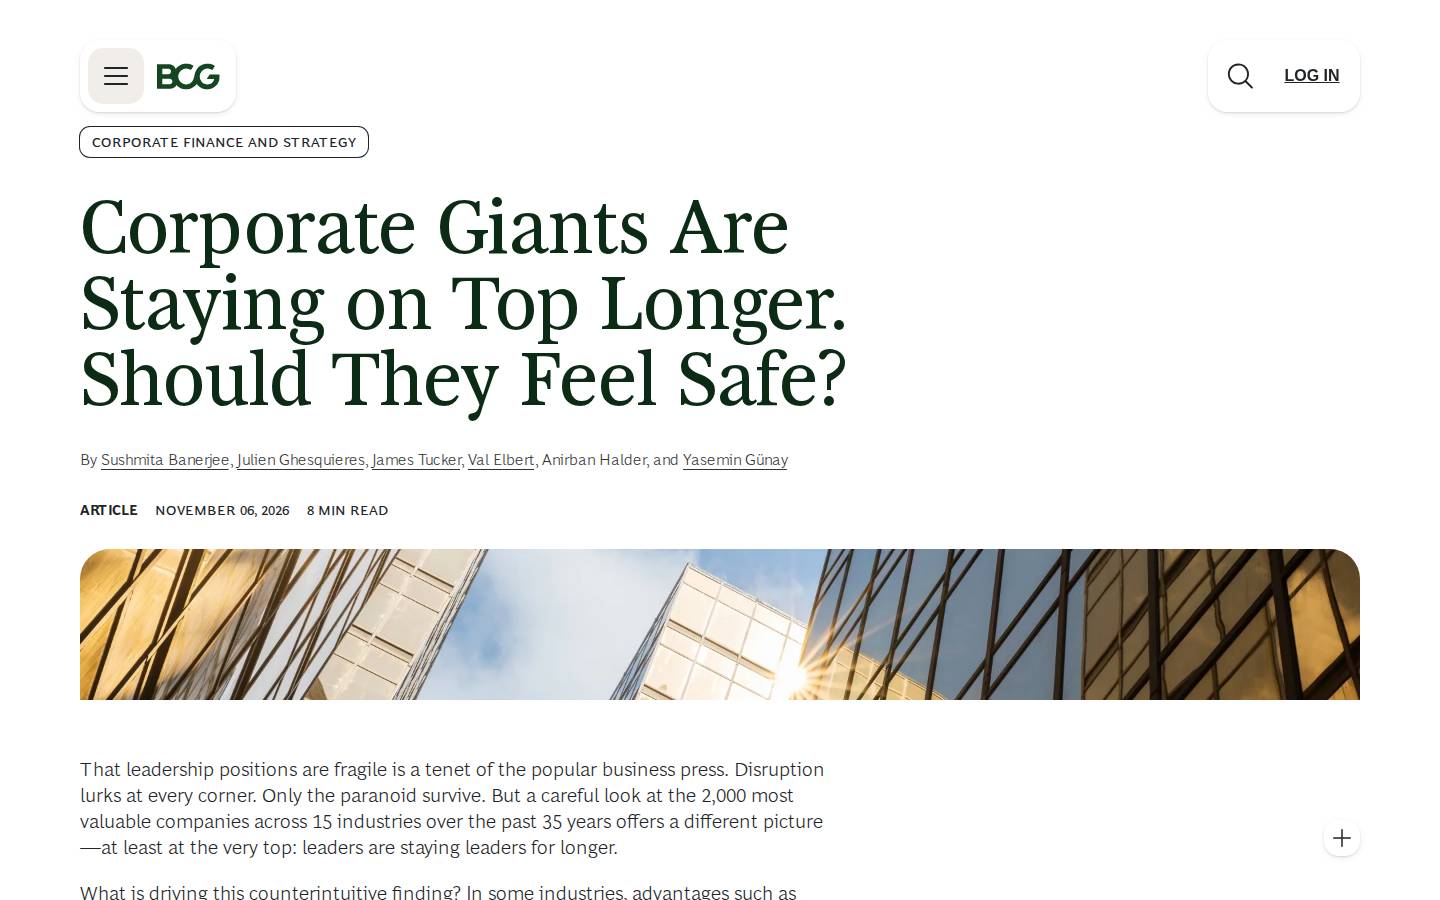 BCG
LOG IN
CORPORATE FINANCE AND STRATEGY
Corporate Giants Are
Staying on Top Longer.
Should They Feel Safe?
By Sushmita Banerjee, Julien Ghesquieres, James Tucker, Val Elbert, Anirban Halder, and Yasemin Günay
ARTICLE NOVEMBER 06, 2026 8 MIN READ
That leadership positions are fragile is a tenet of the popular business press. Disruption
lurks at every corner. Only the paranoid survive. But a careful look at the 2,000 most
valuable companies across 15 industries over the past 35 years offers a different picture
—at least at the very top: leaders are staying leaders for longer.
What is driving this counterintuitive finding? In some industries, advantages such as